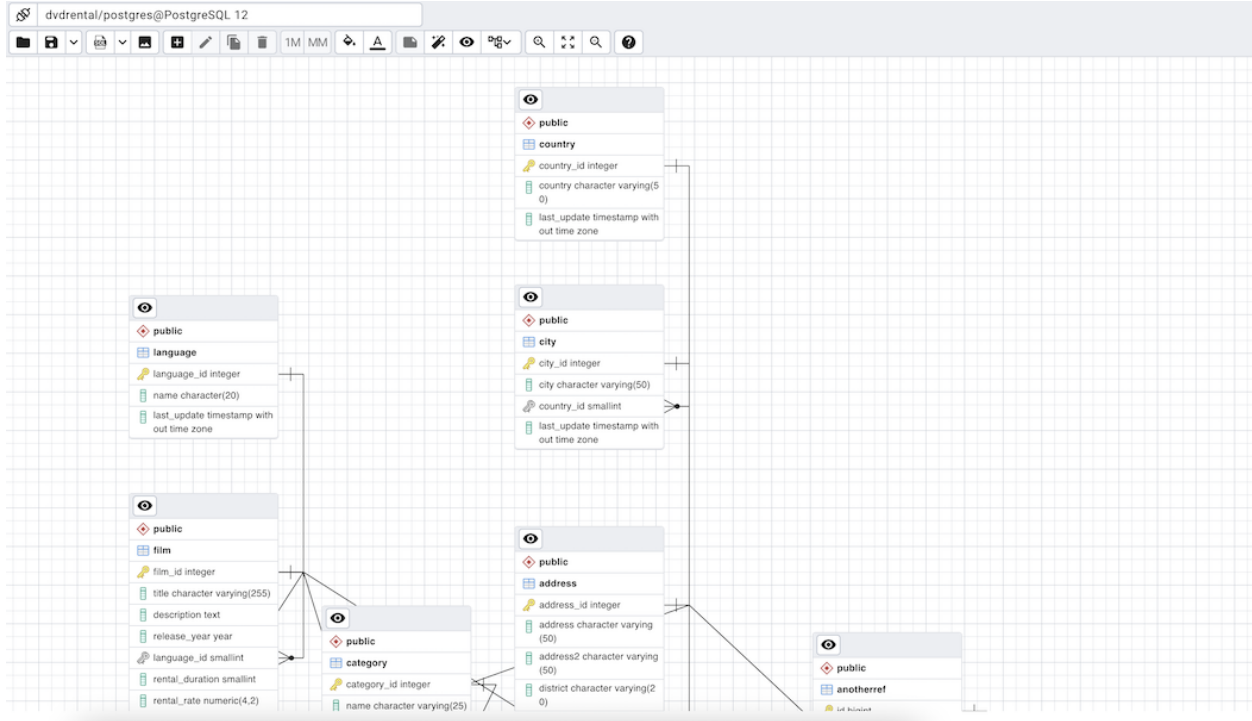 dvdrental/postgres@PostgreSQL 12
SQL
1M
MM
A
public
country
country_id integer
country character varying(5
0)
last_update timestamp with
out time zone
public
city
city_id integer
city character varying(50)
country_id smallint
last_update timestamp with
out time zone
public
language
language_id integer
name character(20)
last_update timestamp with
out time zone
public
film
film_id integer
title character varying(255)
description text
release_year year
language_id smallint
rental_duration smallint
rental_rate numeric(4,2)
public
category
category_id integer
name character varying(25)
public
address
address_id integer
address character varying
(50)
address2 character varying
(50)
district character varying(2
0)
public
anotherref
id bigint